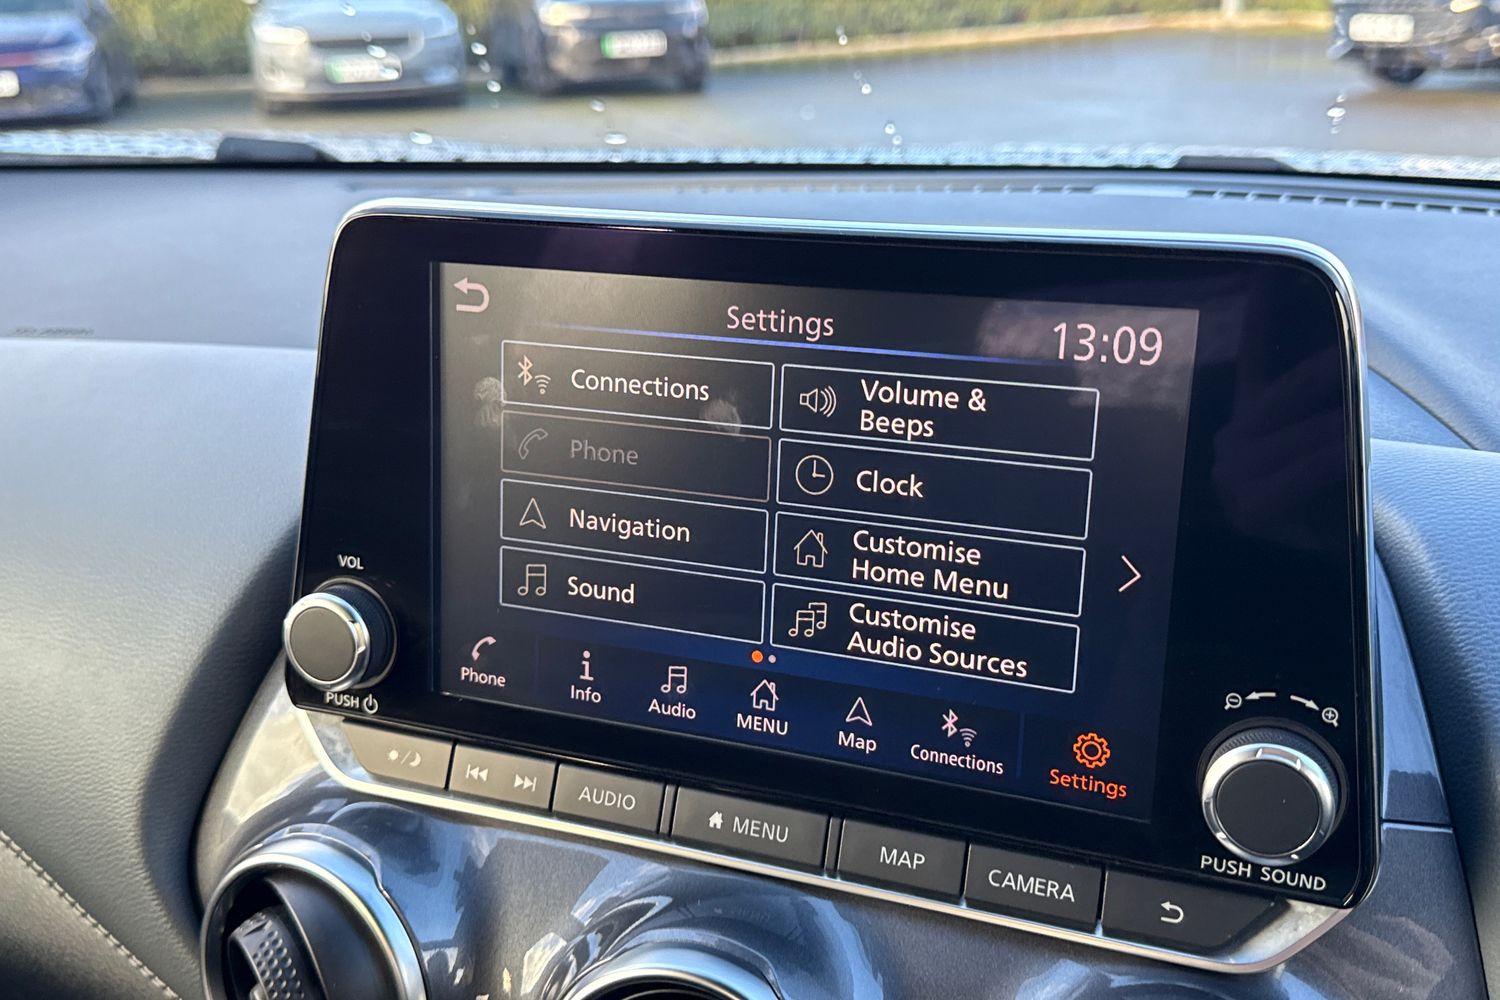 Settings
13:09
Connections
Volume &
Beeps
Phone
Clock
Navigation
Customise
Home Menu
Sound
Customise
Audio Sources
Phone
Info
Audio
MENU
Map
Connections
Settings
VOL
PUSH
AUDIO
MENU
MAP
CAMERA
PUSH SOUND